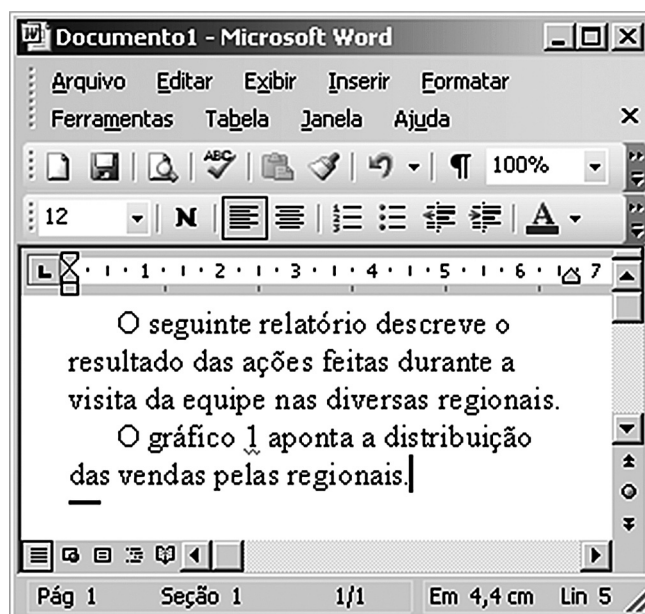 Documento1 - Microsoft Word
Arquivo Editar Exibir Inserir Formatar
Ferramentas Tabela Janela Ajuda
ABC ¶ 100%
12 N A
1 2 3 4 5 6 7
O seguinte relatório descreve o
resultado das ações feitas durante a
visita da equipe nas diversas regionais.
O gráfico 1 aponta a distribuição
das vendas pelas regionais.
Pág 1 Seção 1 1/1 Em 4,4 cm Lin 5